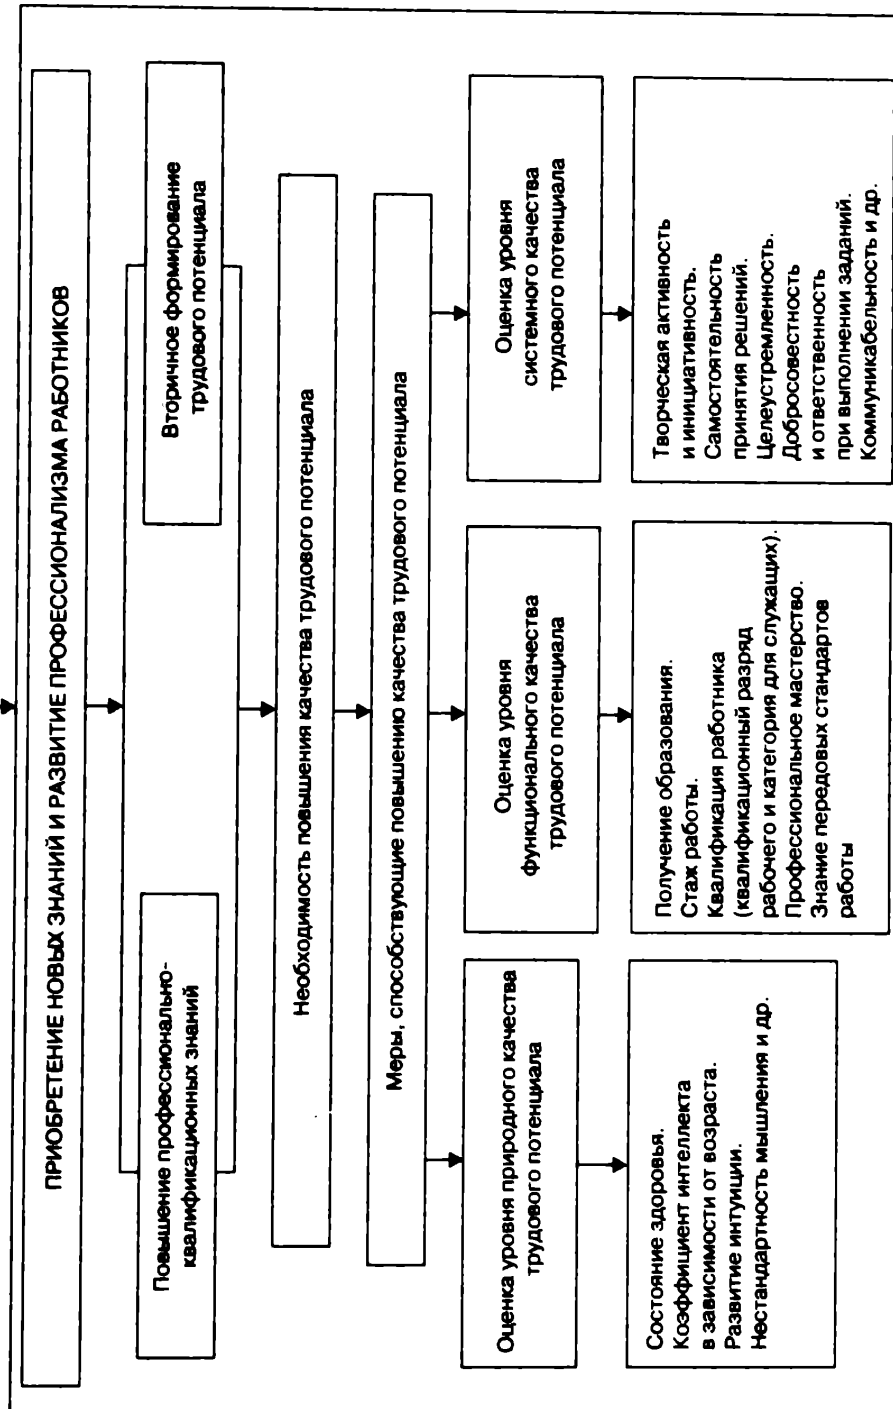 ПРИОБРЕТЕНИЕ НОВЫХ ЗНАНИЙ И РАЗВИТИЕ ПРОФЕССИОНАЛИЗМА РАБОТНИКОВ
Повышение профессионально-
квалификационных знаний
Вторичное формирование
трудового потенциала
Необходимость повышения качества трудового потенциала
Меры, способствующие повышению качества трудового потенциала
Оценка уровня природного качества
трудового потенциала
Оценка уровня
функционального качества
трудового потенциала
Оценка уровня
системного качества
трудового потенциала
Состояние здоровья.
Коэффициент интеллекта
в зависимости от возраста.
Развитие интуиции.
Нестандартность мышления и др.
Получение образования.
Стаж работы.
Квалификация работника
(квалификационный разряд
рабочего и категория для служащих).
Профессиональное мастерство.
Знание передовых стандартов
работы
Творческая активность
и инициативность.
Самостоятельность
принятия решений.
Целеустремленность.
Добросовестность
и ответственность
при выполнении заданий.
Коммуникабельность и др.